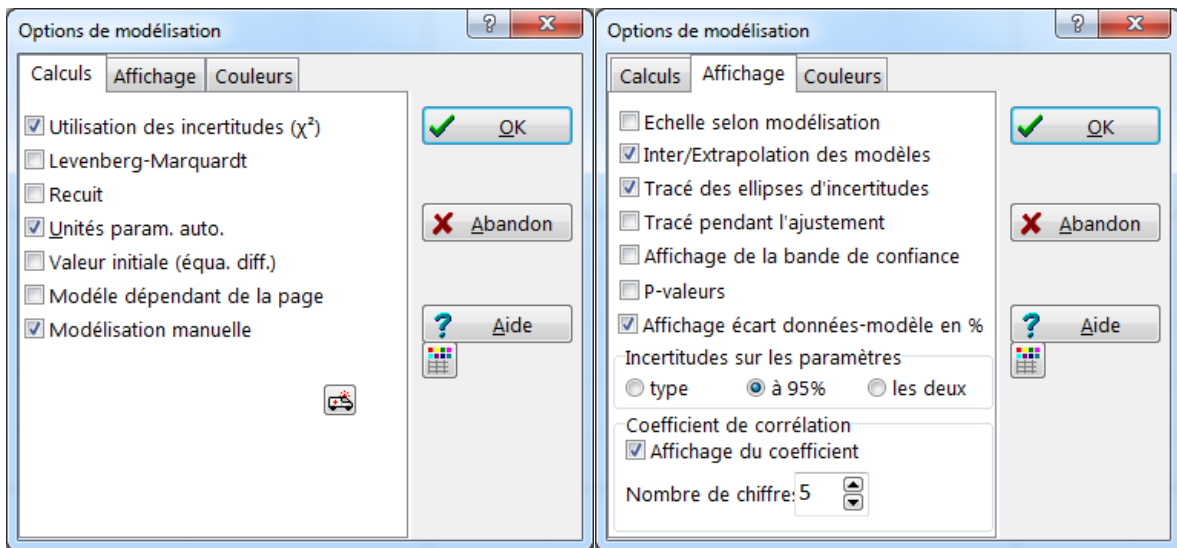 Options de modélisation
Calculs Affichage Couleurs
Utilisation des incertitudes (χ²)
Levenberg-Marquardt
Recuit
Unités param. auto.
Valeur initiale (équa. diff.)
Modéle dépendant de la page
Modélisation manuelle
OK
Abandon
Aide
Options de modélisation
Calculs Affichage Couleurs
Echelle selon modélisation
Inter/Extrapolation des modèles
Tracé des ellipses d'incertitudes
Tracé pendant l'ajustement
Affichage de la bande de confiance
P-valeurs
Affichage écart données-modèle en %
Incertitudes sur les paramètres
type à 95% les deux
Coefficient de corrélation
Affichage du coefficient
Nombre de chiffre: 5
OK
Abandon
Aide